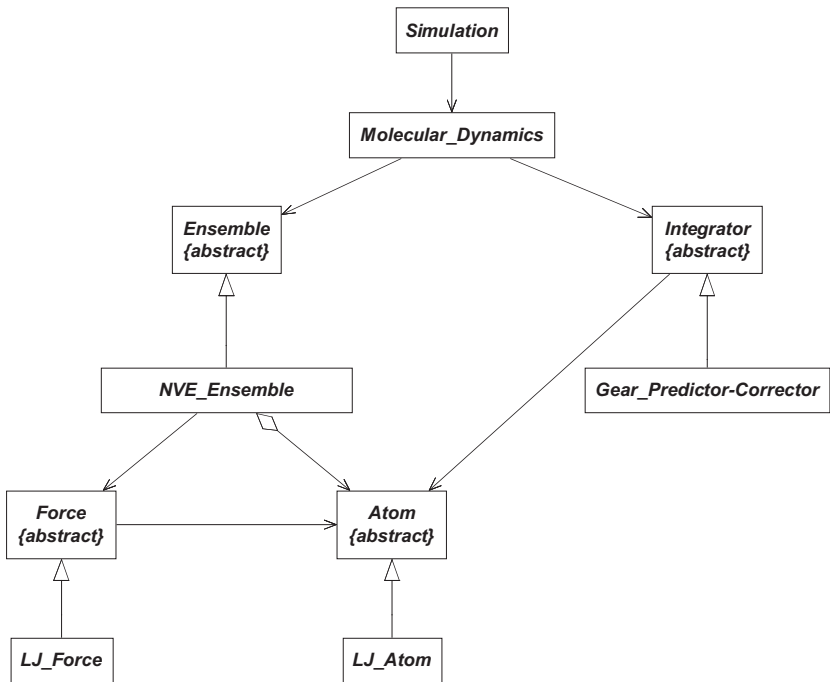 Simulation
Molecular_Dynamics
Ensemble
{abstract}
Integrator
{abstract}
NVE_Ensemble
Gear_Predictor-Corrector
Force
{abstract}
Atom
{abstract}
LJ_Force
LJ_Atom